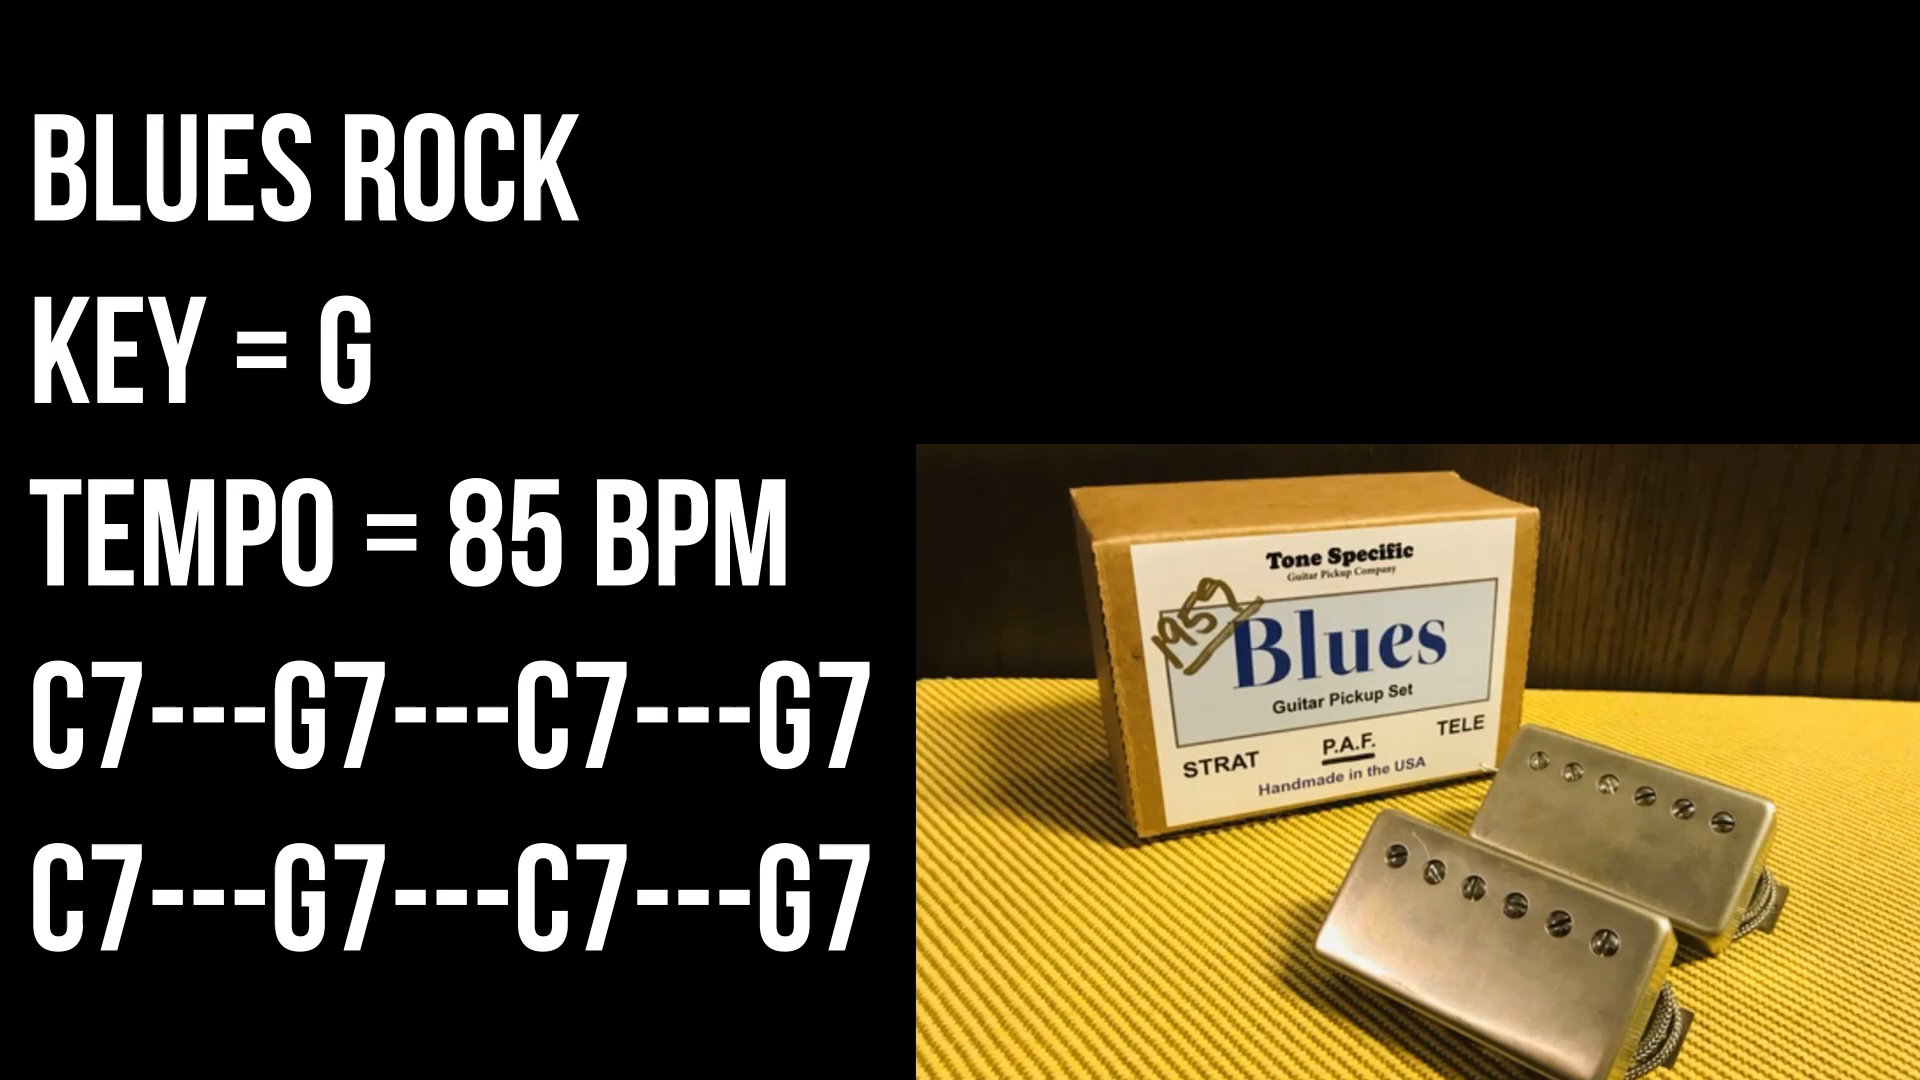 BLUES ROCK
KEY = G
TEMPO = 85 BPM
C7---G7---C7---G7
C7---G7---C7---G7
Tone Specific
Guitar Pickup Company
1959
Blues
Guitar Pickup Set
STRAT P.A.F. TELE
Handmade in the USA